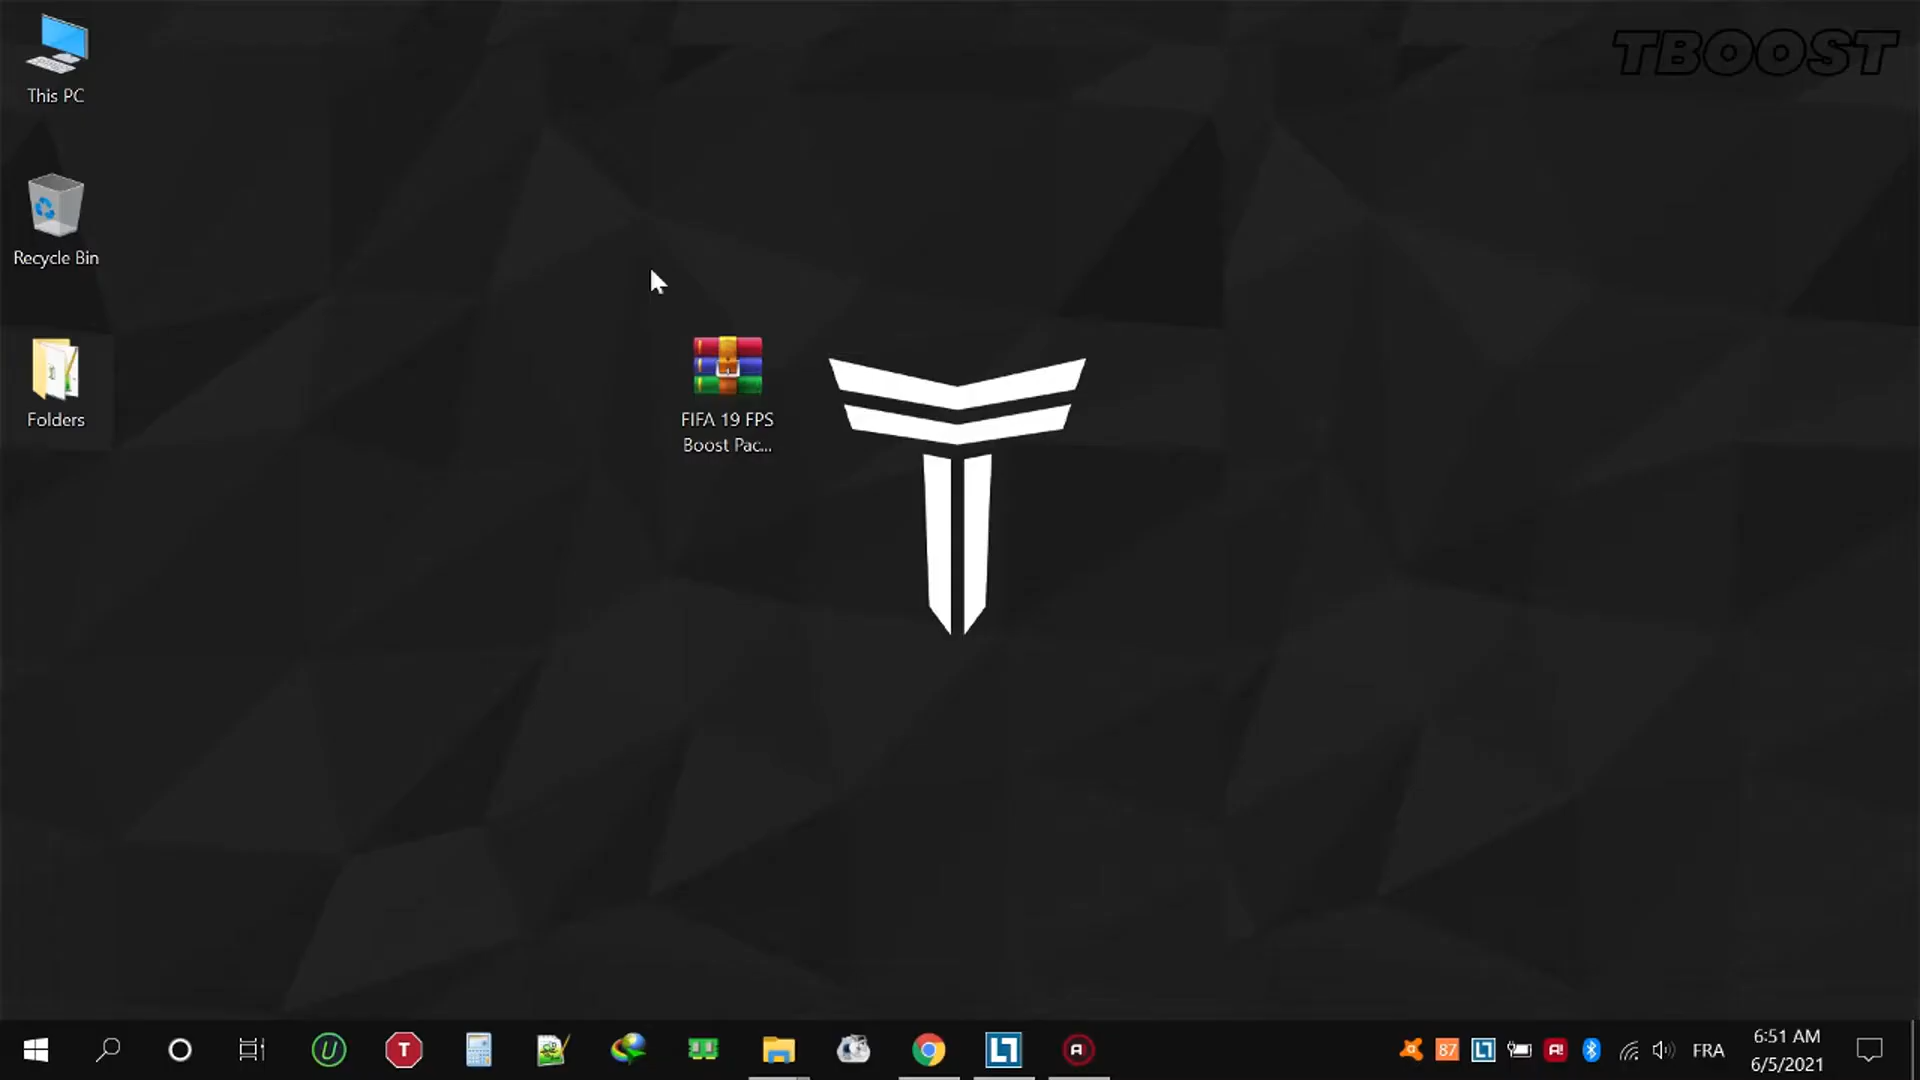 TBOOST
This PC
Recycle Bin
Folders
FIFA 19 FPS
Boost Pac...
U
T
A
87
A!
FRA
6:51 AM
6/5/2021